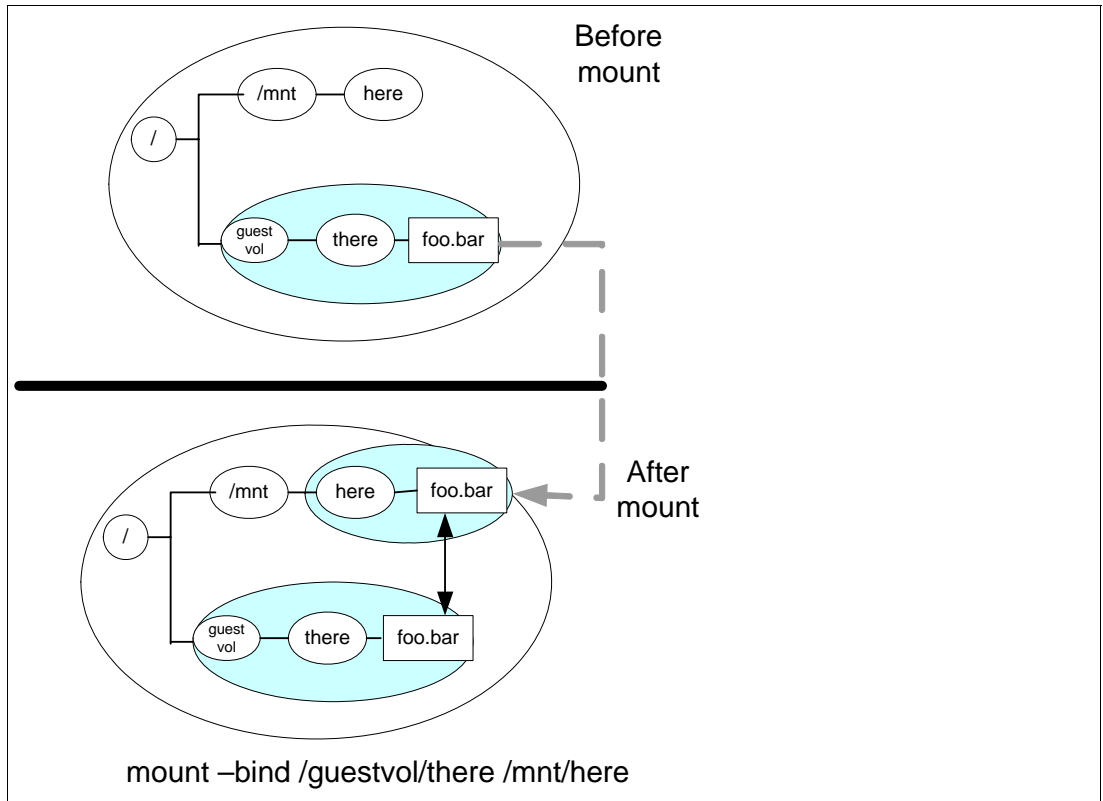 Before
mount
/mnt
here
/
guest
vol
there
foo.bar
After
mount
/mnt
here
foo.bar
/
guest
vol
there
foo.bar
mount –bind /guestvol/there /mnt/here